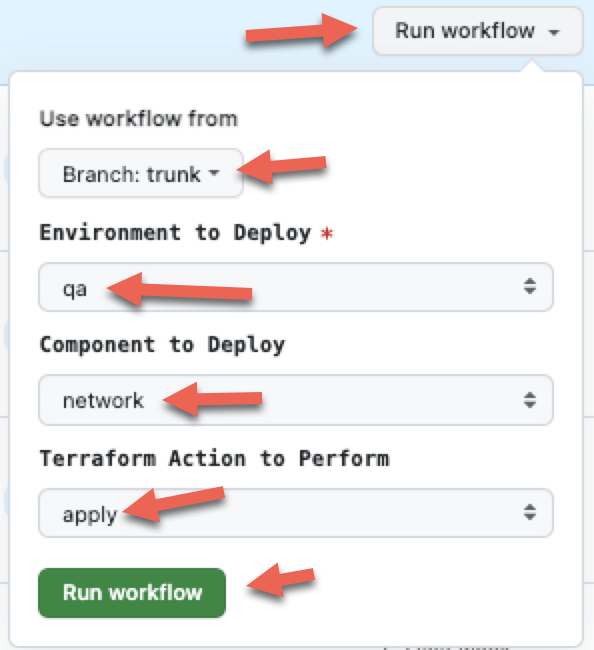 Run workflow
Use workflow from
Branch: trunk
Environment to Deploy *
qa
Component to Deploy
network
Terraform Action to Perform
apply
Run workflow